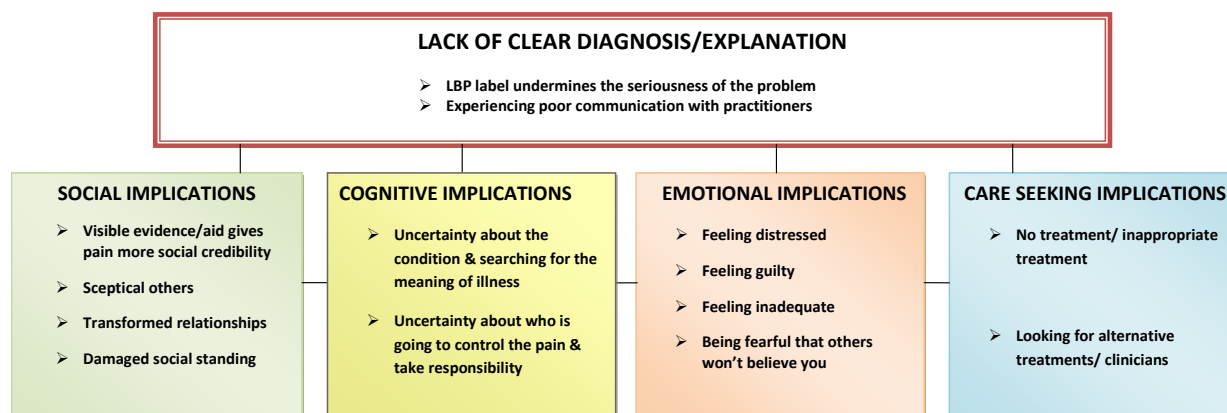 LACK OF CLEAR DIAGNOSIS/EXPLANATION
➢ LBP label undermines the seriousness of the problem
➢ Experiencing poor communication with practitioners
SOCIAL IMPLICATIONS
➢ Visible evidence/aid gives
pain more social credibility
➢ Sceptical others
➢ Transformed relationships
➢ Damaged social standing
COGNITIVE IMPLICATIONS
➢ Uncertainty about the
condition & searching for the
meaning of illness
➢ Uncertainty about who is
going to control the pain &
take responsibility
EMOTIONAL IMPLICATIONS
➢ Feeling distressed
➢ Feeling guilty
➢ Feeling inadequate
➢ Being fearful that others
won't believe you
CARE SEEKING IMPLICATIONS
➢ No treatment/ inappropriate
treatment
➢ Looking for alternative
treatments/ clinicians